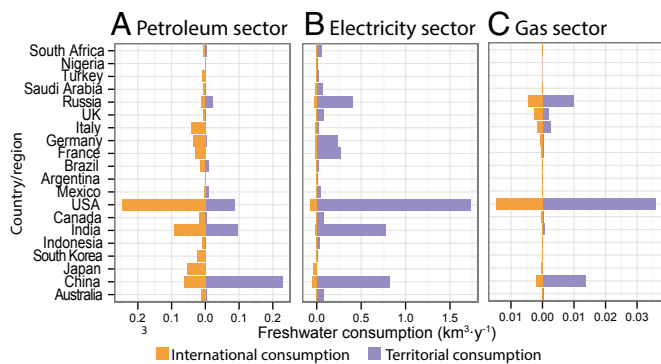 A Petroleum sector
B Electricity sector
C Gas sector
Country/region
South Africa
Nigeria
Turkey
Saudi Arabia
Russia
UK
Italy
Germany
France
Brazil
Argentina
Mexico
USA
Canada
India
Indonesia
South Korea
Japan
China
Australia
0.2 0.1 0.0 0.1 0.2
0.0 0.5 1.0 1.5
0.01 0.00 0.01 0.02 0.03
3
Freshwater consumption (km³·y⁻¹)
International consumption
Territorial consumption